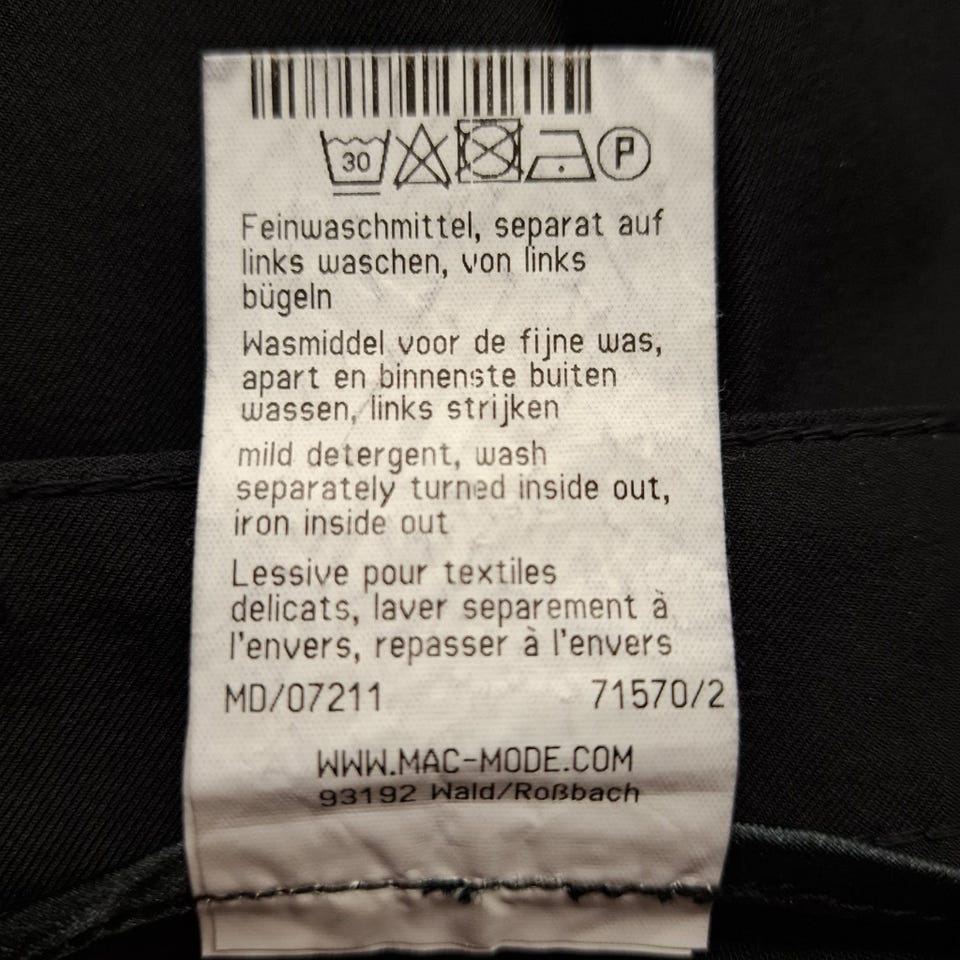 30 P
Feinwaschmittel, separat auf
links waschen, von links
bügeln
Wasmiddel voor de fijne was,
apart en binnenste buiten
wassen, links strijken
mild detergent, wash
separately turned inside out,
iron inside out
Lessive pour textiles
delicats, laver separement à
l'envers, repasser à l'envers
MD/07211 71570/2
WWW.MAC-MODE.COM
93192 Wald/Roßbach